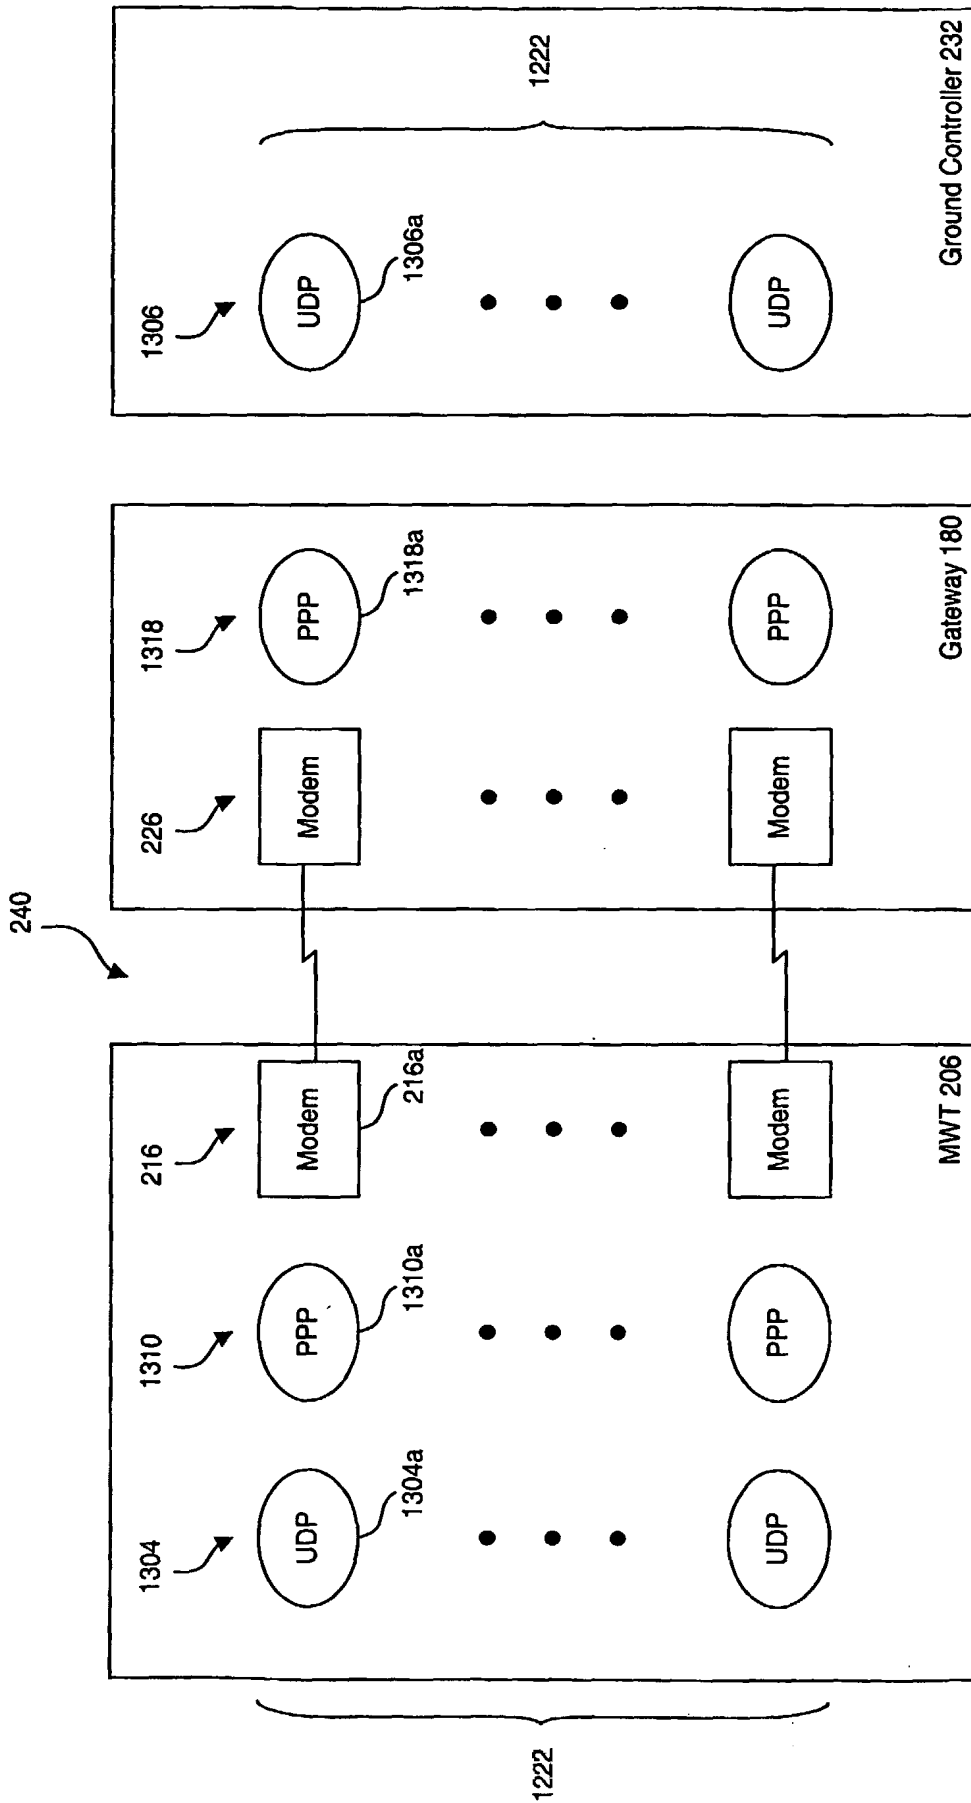 240
1304
1310
216
226
1318
1306
UDP
PPP
Modem
Modem
PPP
UDP
1304a
1310a
216a
1318a
1306a
1222
1222
UDP
PPP
Modem
Modem
PPP
UDP
MWT 206
Gateway 180
Ground Controller 232